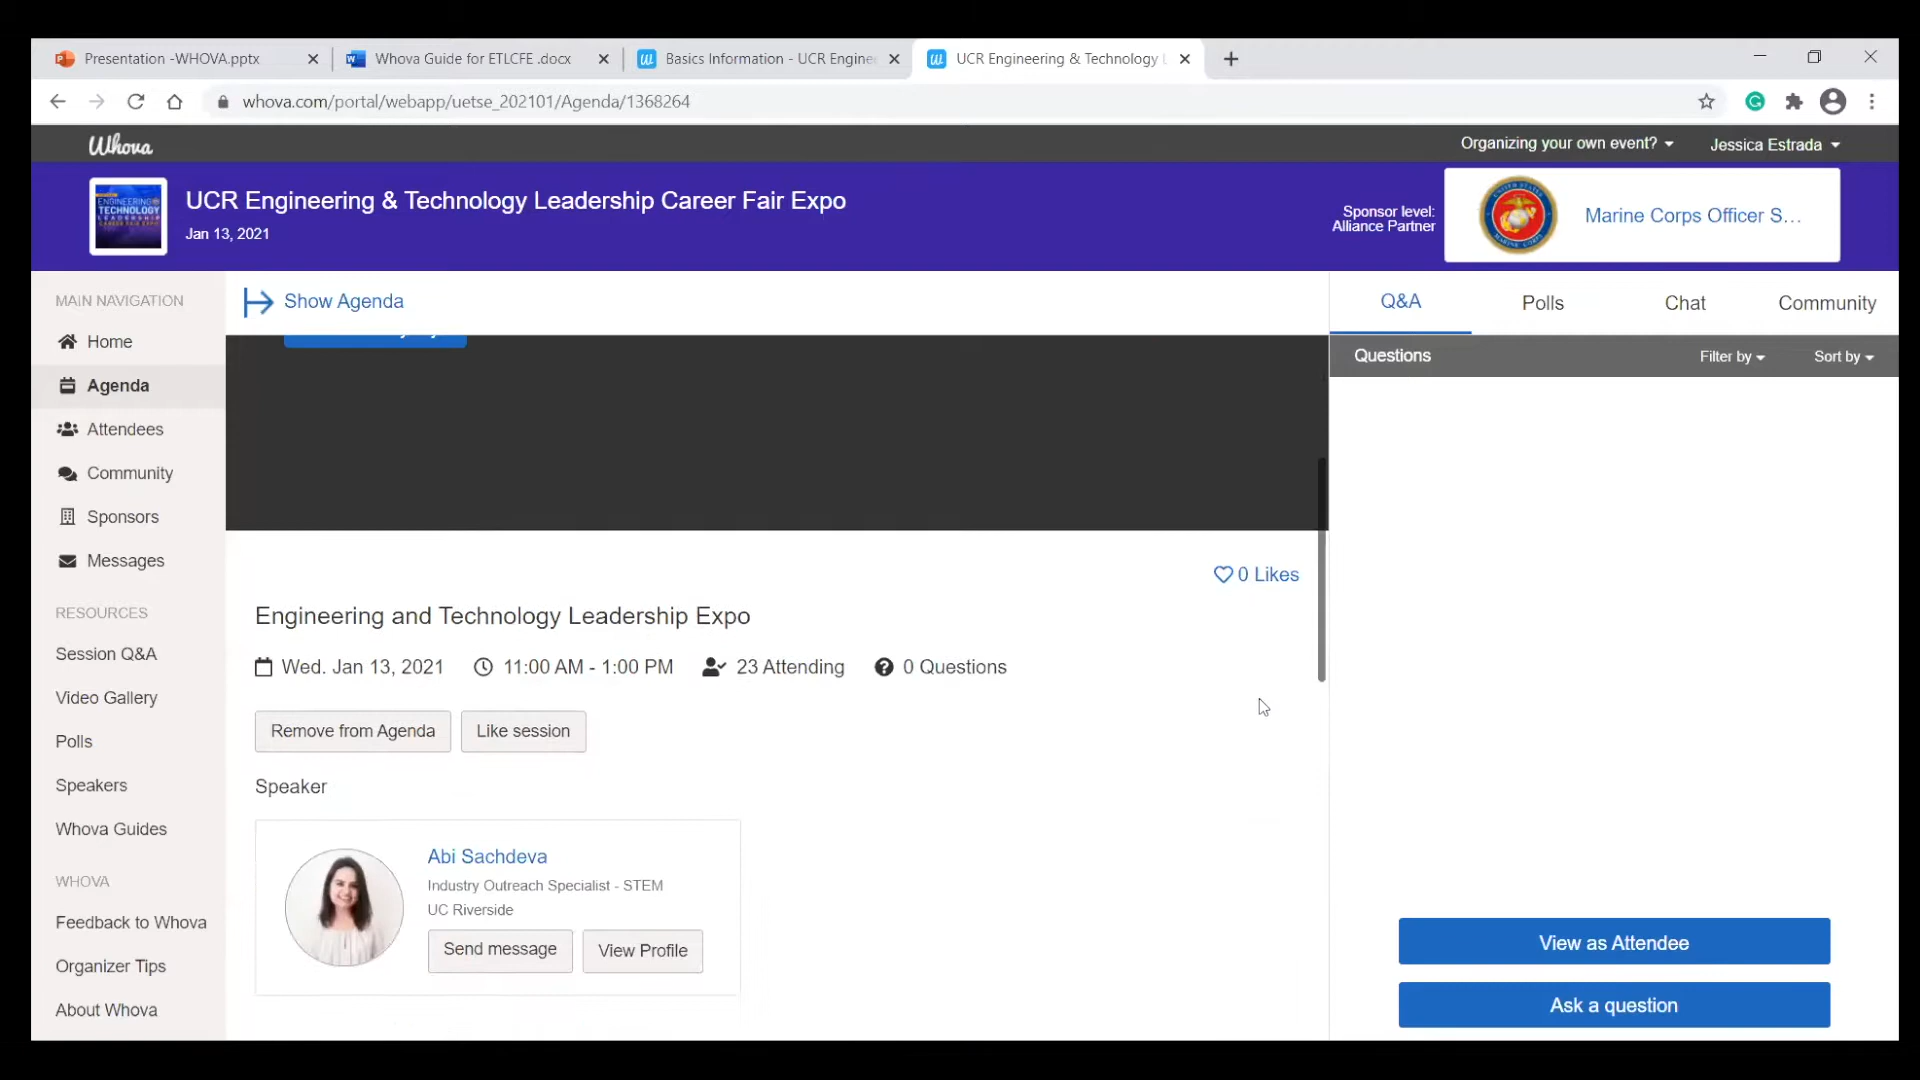 Presentation -WHOVA.pptx
Whova Guide for ETLCFE .docx
Basics Information - UCR Engine
UCR Engineering & Technology L
whova.com/portal/webapp/uetse_202101/Agenda/1368264
Whova
Organizing your own event?
Jessica Estrada
ENGINEERING
TECHNOLOGY
LEADERSHIP
CAREER FAIR EXPO
UCR Engineering & Technology Leadership Career Fair Expo
Jan 13, 2021
Sponsor level:
Alliance Partner
Marine Corps Officer S...
MAIN NAVIGATION
Home
Agenda
Attendees
Community
Sponsors
Messages
RESOURCES
Session Q&A
Video Gallery
Polls
Speakers
Whova Guides
WHOVA
Feedback to Whova
Organizer Tips
About Whova
Show Agenda
0 Likes
Engineering and Technology Leadership Expo
Wed. Jan 13, 2021
11:00 AM - 1:00 PM
23 Attending
0 Questions
Remove from Agenda
Like session
Speaker
Abi Sachdeva
Industry Outreach Specialist - STEM
UC Riverside
Send message
View Profile
Q&A
Polls
Chat
Community
Questions
Filter by
Sort by
View as Attendee
Ask a question